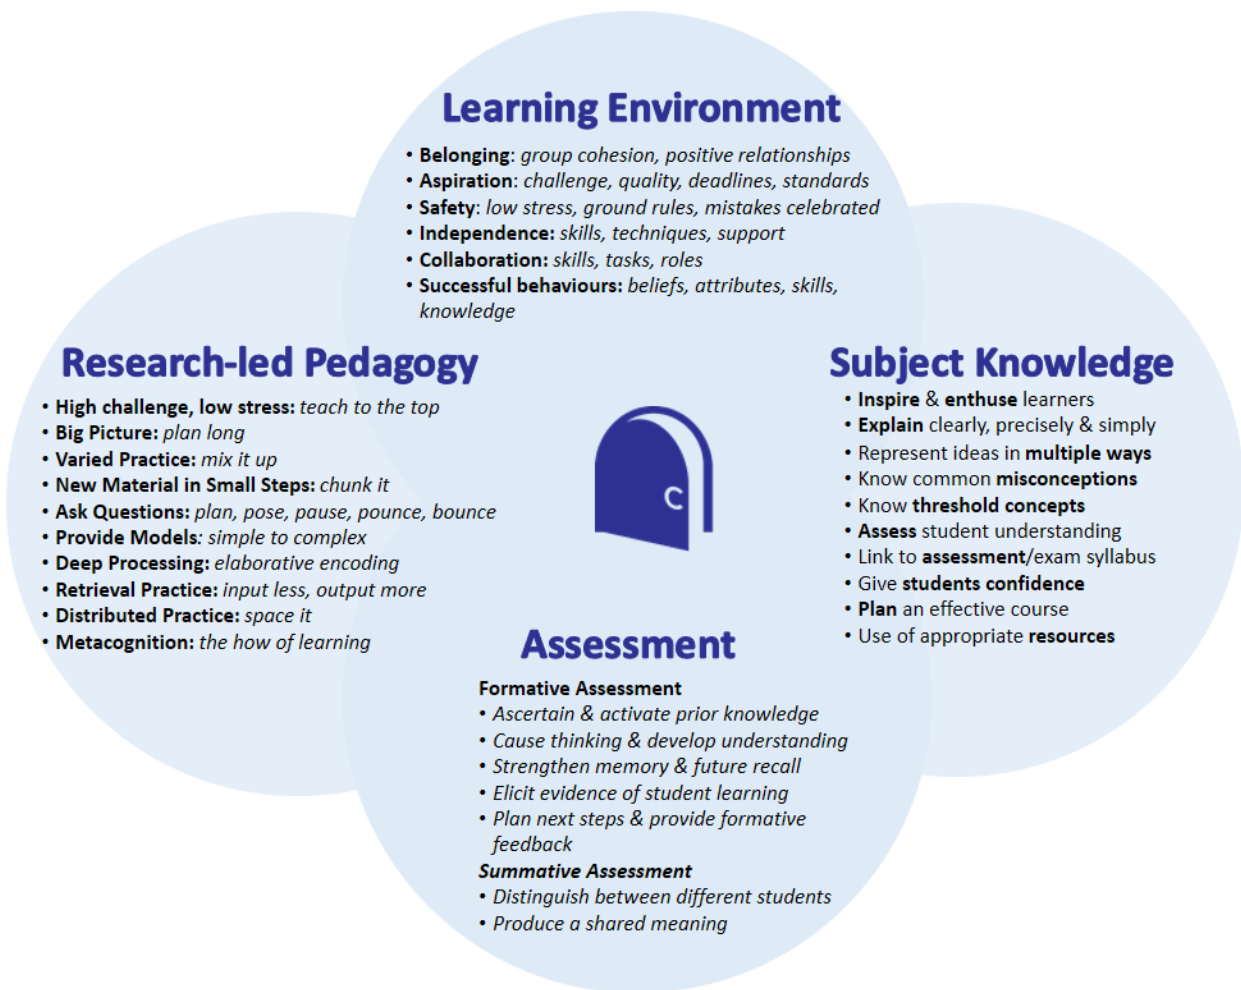 Learning Environment
• Belonging: group cohesion, positive relationships
• Aspiration: challenge, quality, deadlines, standards
• Safety: low stress, ground rules, mistakes celebrated
• Independence: skills, techniques, support
• Collaboration: skills, tasks, roles
• Successful behaviours: beliefs, attributes, skills,
knowledge
Research-led Pedagogy
• High challenge, low stress: teach to the top
• Big Picture: plan long
• Varied Practice: mix it up
• New Material in Small Steps: chunk it
• Ask Questions: plan, pose, pause, pounce, bounce
• Provide Models: simple to complex
• Deep Processing: elaborative encoding
• Retrieval Practice: input less, output more
• Distributed Practice: space it
• Metacognition: the how of learning
C
Subject Knowledge
• Inspire & enthuse learners
• Explain clearly, precisely & simply
• Represent ideas in multiple ways
• Know common misconceptions
• Know threshold concepts
• Assess student understanding
• Link to assessment/exam syllabus
• Give students confidence
• Plan an effective course
• Use of appropriate resources
Assessment
Formative Assessment
• Ascertain & activate prior knowledge
• Cause thinking & develop understanding
• Strengthen memory & future recall
• Elicit evidence of student learning
• Plan next steps & provide formative
feedback
Summative Assessment
• Distinguish between different students
• Produce a shared meaning